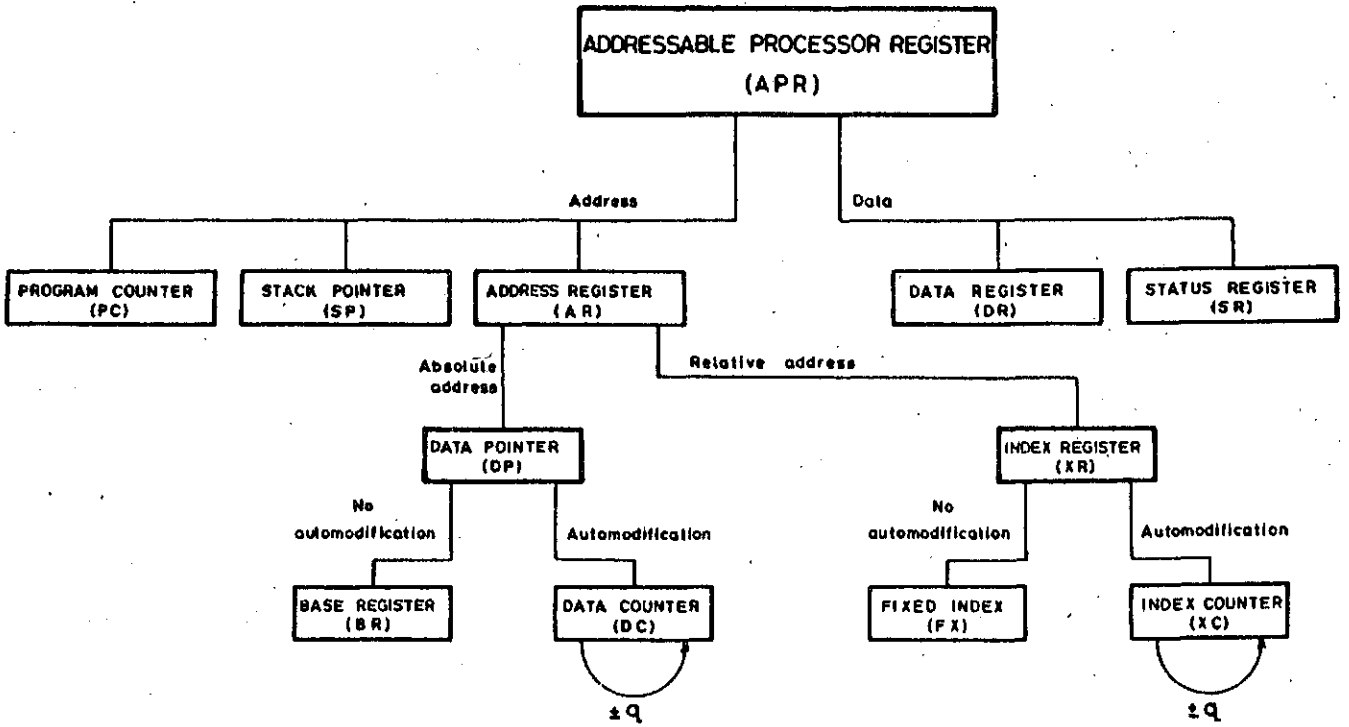 ADDRESSABLE PROCESSOR REGISTER
(APR)
Address
Data
PROGRAM COUNTER
(PC)
STACK POINTER
(SP)
ADDRESS REGISTER
(AR)
DATA REGISTER
(DR)
STATUS REGISTER
(SR)
Absolute
address
Relative address
DATA POINTER
(DP)
INDEX REGISTER
(XR)
No
automodification
Automodification
No
automodification
Automodification
BASE REGISTER
(BR)
DATA COUNTER
(DC)
FIXED INDEX
(FX)
INDEX COUNTER
(XC)
± q
± q